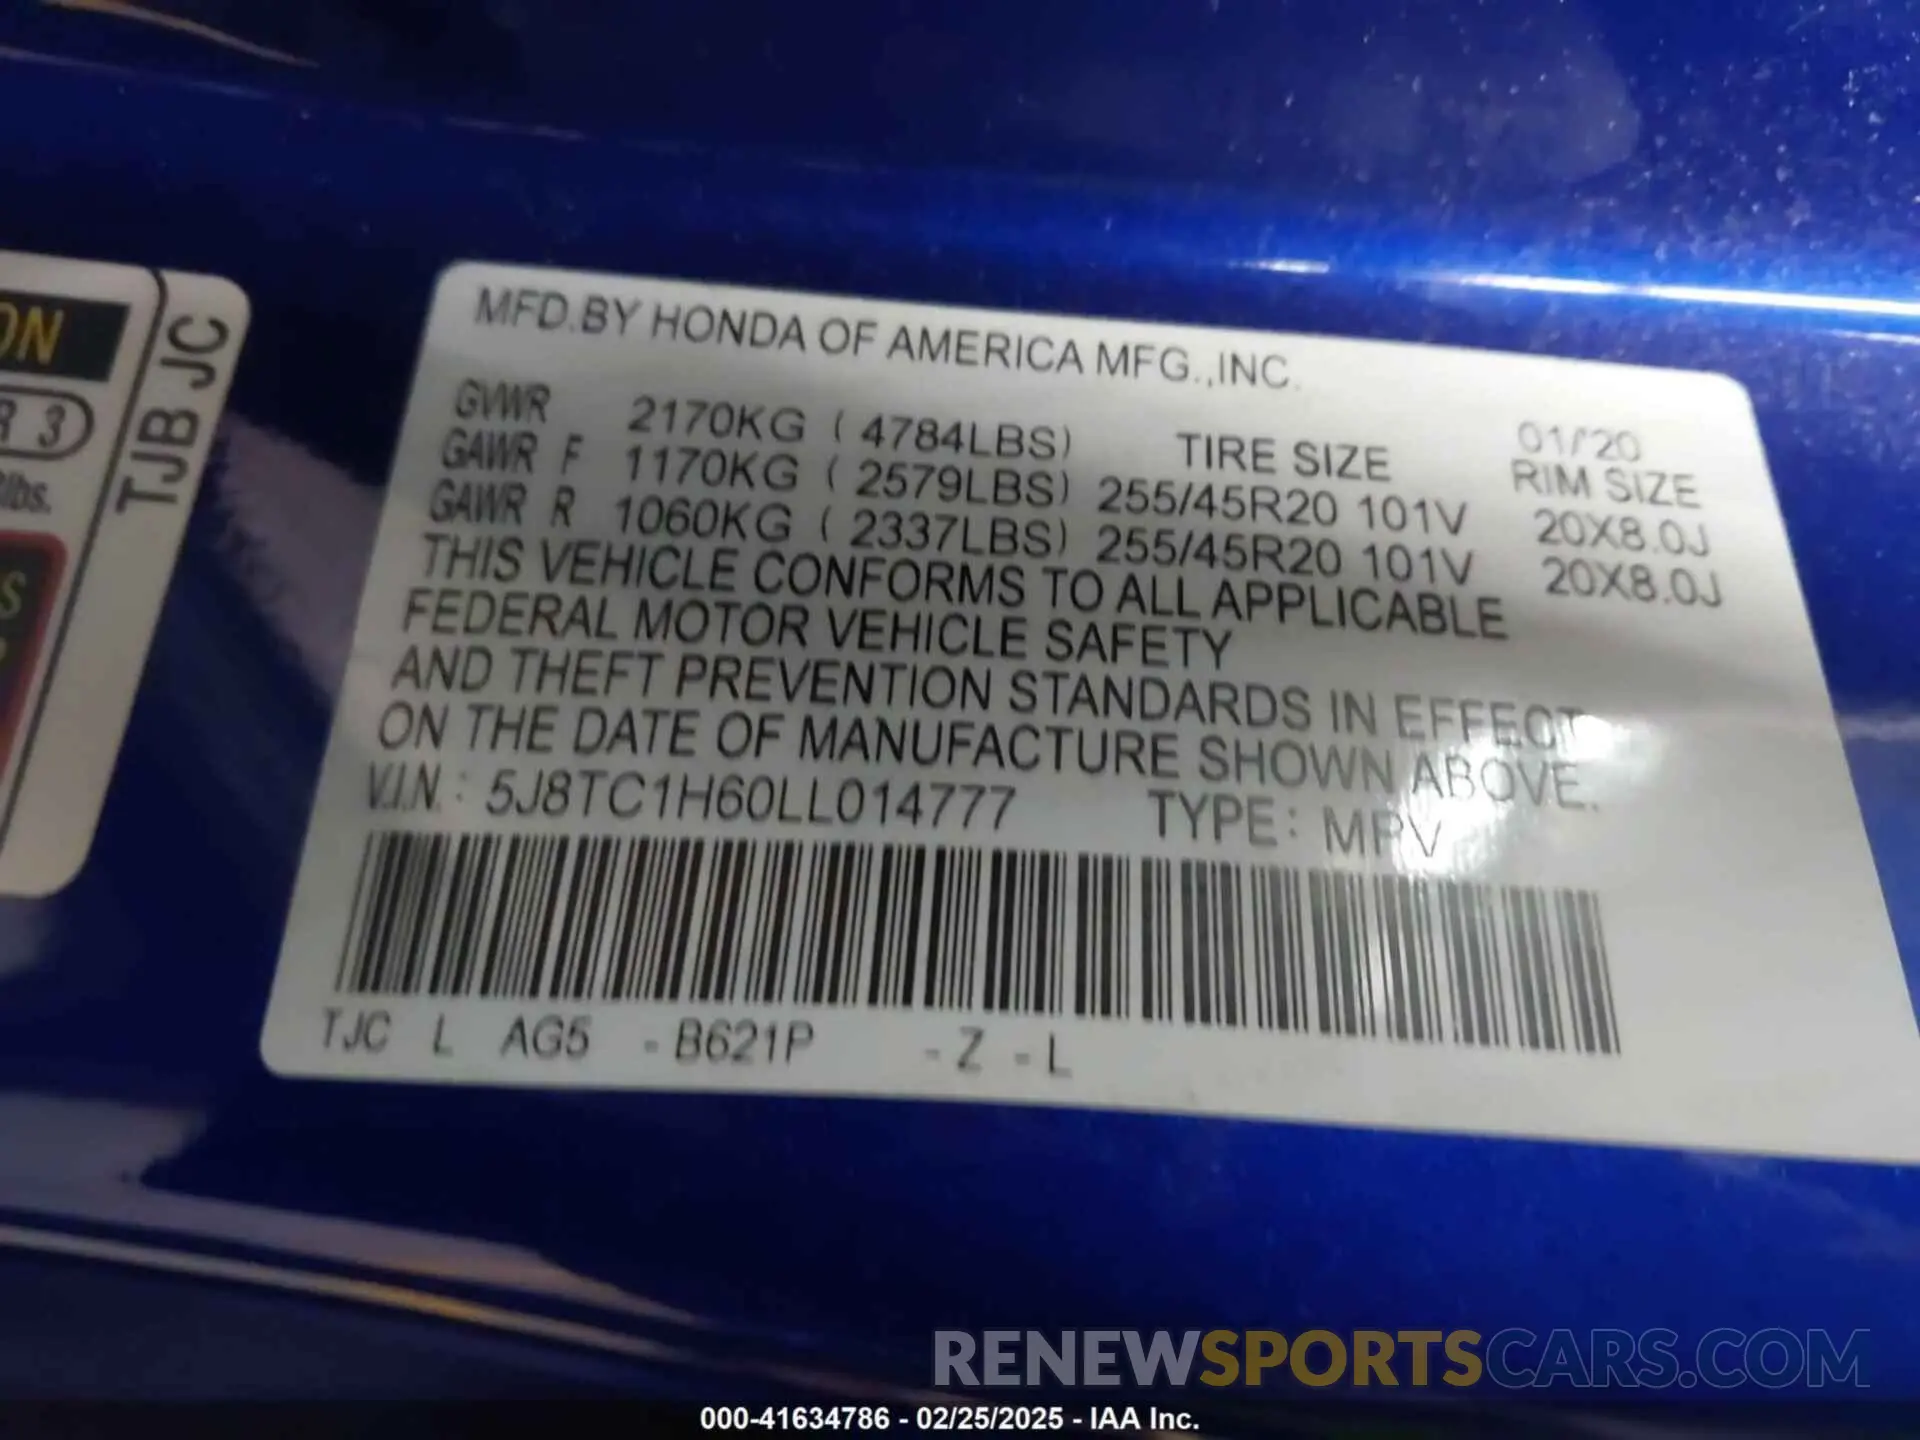 ON
R 3
lbs.
S
TJB JC
MFD.BY HONDA OF AMERICA MFG.,INC.
GVWR 2170KG ( 4784LBS) TIRE SIZE 01/'20 RIM SIZE
GAWR F 1170KG ( 2579LBS) 255/45R20 101V 20X8.0J
GAWR R 1060KG ( 2337LBS) 255/45R20 101V 20X8.0J
THIS VEHICLE CONFORMS TO ALL APPLICABLE
FEDERAL MOTOR VEHICLE SAFETY
AND THEFT PREVENTION STANDARDS IN EFFECT
ON THE DATE OF MANUFACTURE SHOWN ABOVE.
V.I.N.: 5J8TC1H60LL014777 TYPE: MPV
TJC L AG5 - B621P - Z - L
RENEWSPORTSCARS.COM
000-41634786 - 02/25/2025 - IAA Inc.